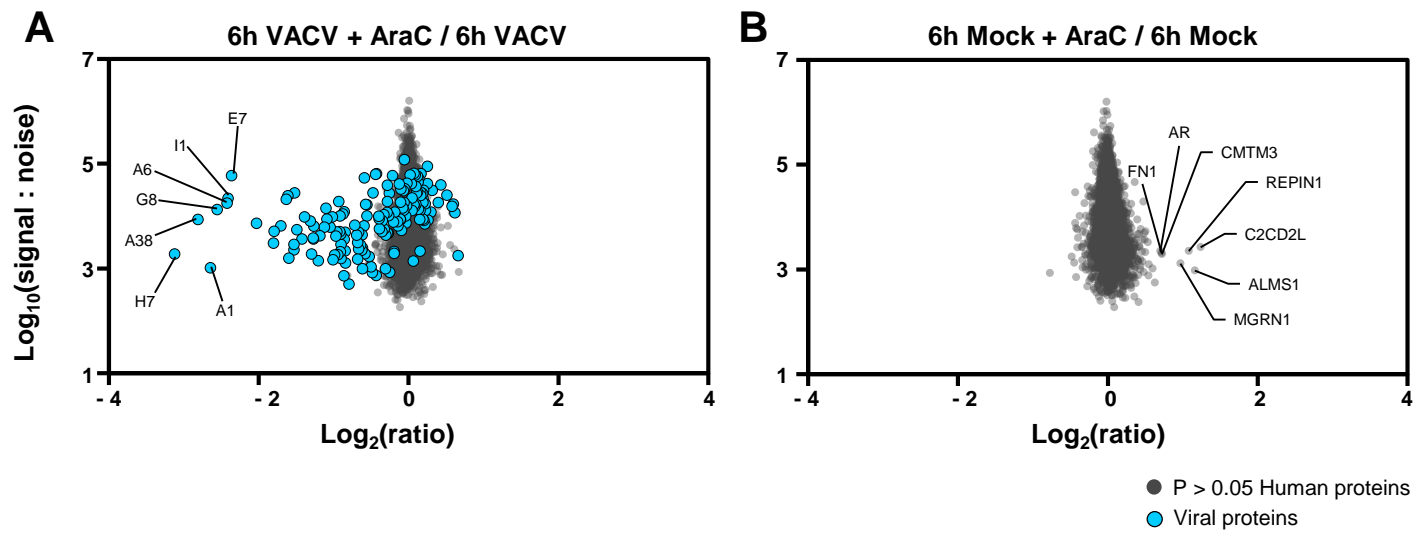 A
6h VACV + AraC / 6h VACV
7
5
3
1
- 4
- 2
0
2
4
Log10(signal : noise)
Log2(ratio)
E7
I1
A6
G8
A38
H7
A1
B
6h Mock + AraC / 6h Mock
7
5
3
1
- 4
- 2
0
2
4
Log2(ratio)
AR
FN1
CMTM3
REPIN1
C2CD2L
ALMS1
MGRN1
P > 0.05 Human proteins
Viral proteins